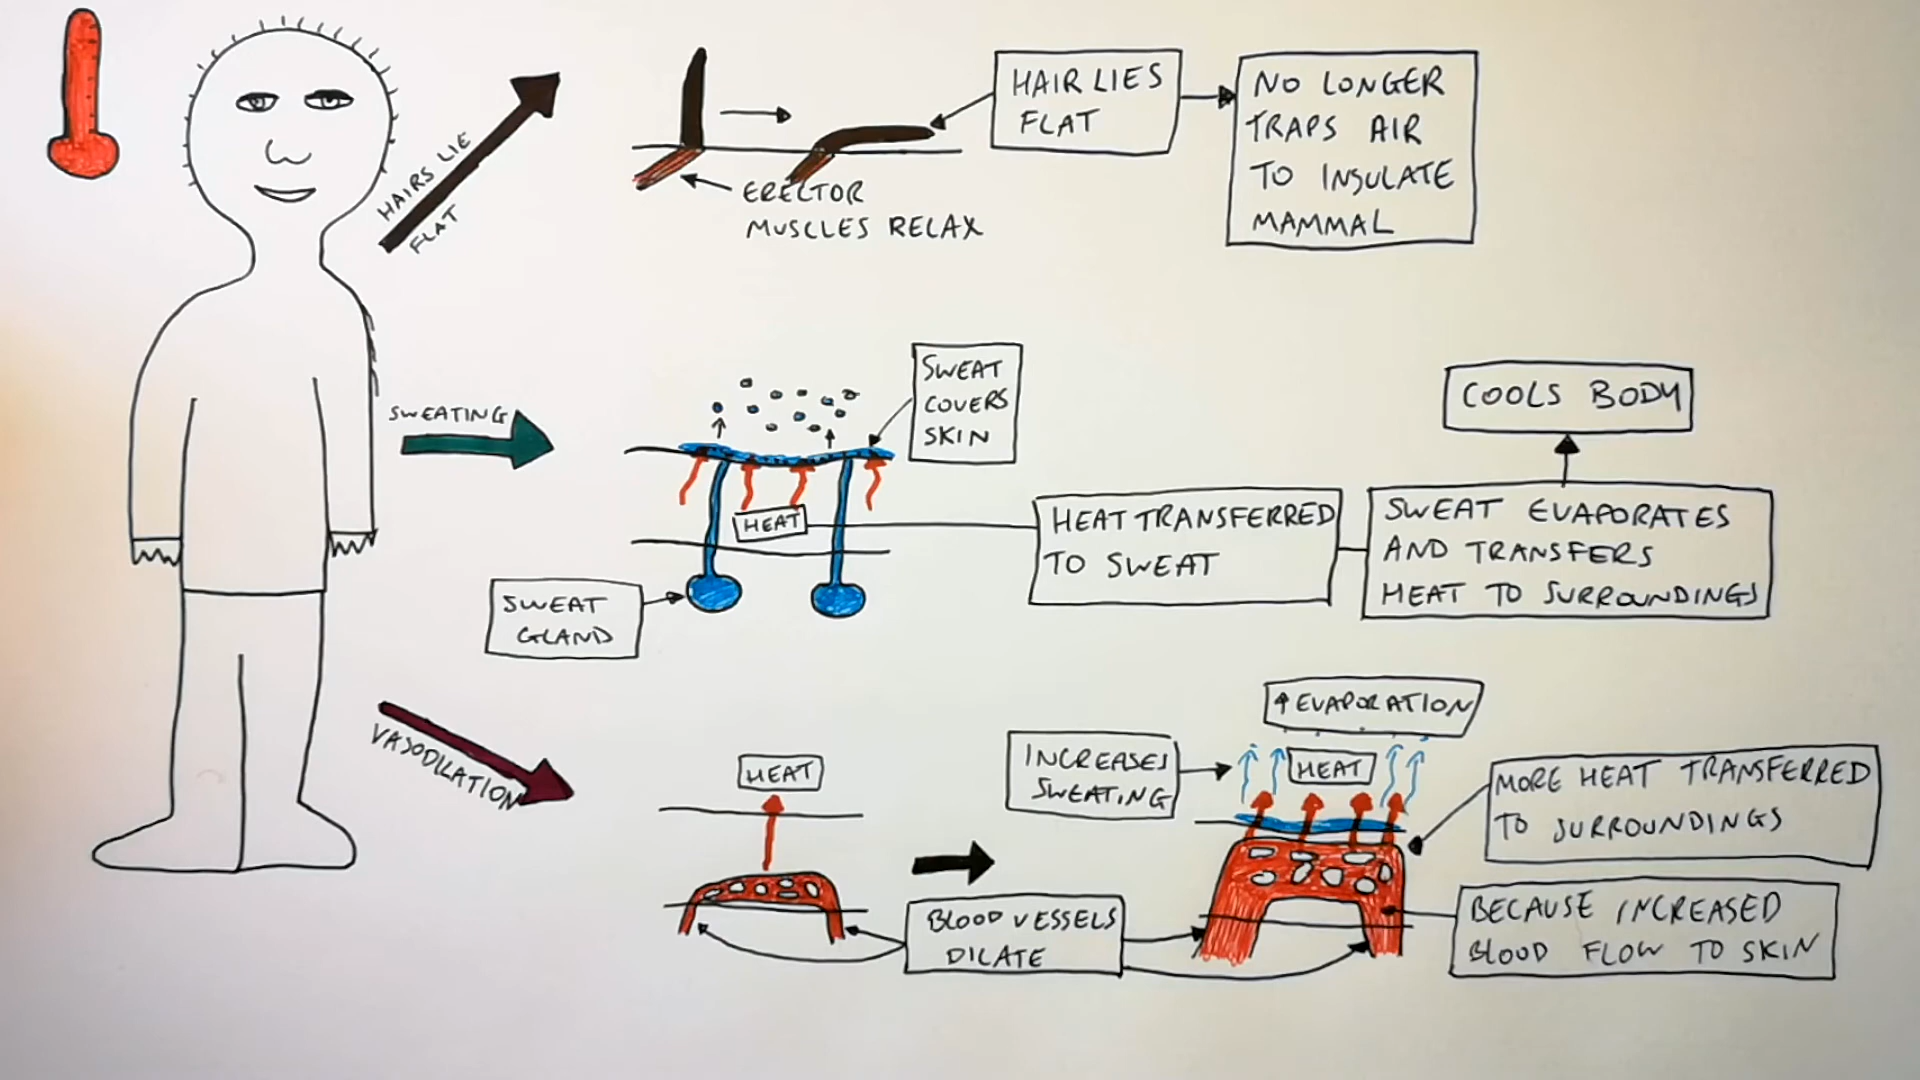 HAIRS LIE
FLAT
HAIR LIES
FLAT
NO LONGER
TRAPS AIR
TO INSULATE
MAMMAL
ERECTOR
MUSCLES RELAX
SWEATING
SWEAT
COVERS
SKIN
HEAT
SWEAT
GLAND
HEAT TRANSFERRED
TO SWEAT
SWEAT EVAPORATES
AND TRANSFERS
HEAT TO SURROUNDINGS
COOLS BODY
VASODILATION
HEAT
BLOOD VESSELS
DILATE
INCREASES
SWEATING
↑ EVAPORATION
HEAT
MORE HEAT TRANSFERRED
TO SURROUNDINGS
BECAUSE INCREASED
BLOOD FLOW TO SKIN